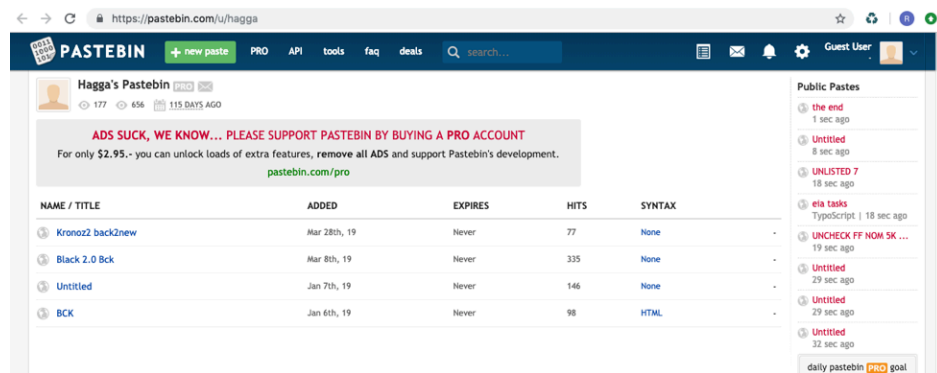 https://pastebin.com/u/hagga
R
PASTEBIN
+ new paste PRO API tools faq deals search... Guest User
Hagga's Pastebin PRO
177 656 115 DAYS AGO
ADS SUCK, WE KNOW... PLEASE SUPPORT PASTEBIN BY BUYING A PRO ACCOUNT
For only $2.95.- you can unlock loads of extra features, remove all ADS and support Pastebin's development.
pastebin.com/pro
NAME / TITLE ADDED EXPIRES HITS SYNTAX
Kronoz2 back2new Mar 28th, 19 Never 77 None -
Black 2.0 Bck Mar 8th, 19 Never 335 None -
Untitled Jan 7th, 19 Never 146 None -
BCK Jan 6th, 19 Never 98 HTML -
Public Pastes
the end
1 sec ago
Untitled
8 sec ago
UNLISTED 7
18 sec ago
eia tasks
TypoScript | 18 sec ago
UNCHECK FF NOM 5K ...
19 sec ago
Untitled
29 sec ago
Untitled
29 sec ago
Untitled
32 sec ago
daily pastebin PRO goal